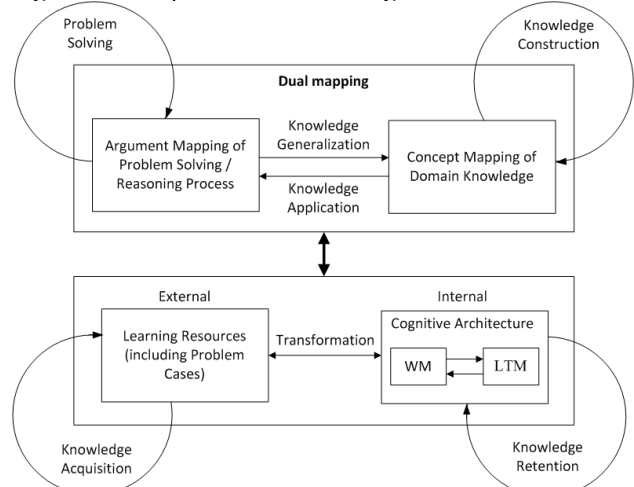 Problem
Solving
Knowledge
Construction
Dual mapping
Argument Mapping of
Problem Solving /
Reasoning Process
Knowledge
Generalization
Knowledge
Application
Concept Mapping of
Domain Knowledge
External
Internal
Learning Resources
(including Problem
Cases)
Transformation
Cognitive Architecture
WM
LTM
Knowledge
Acquisition
Knowledge
Retention